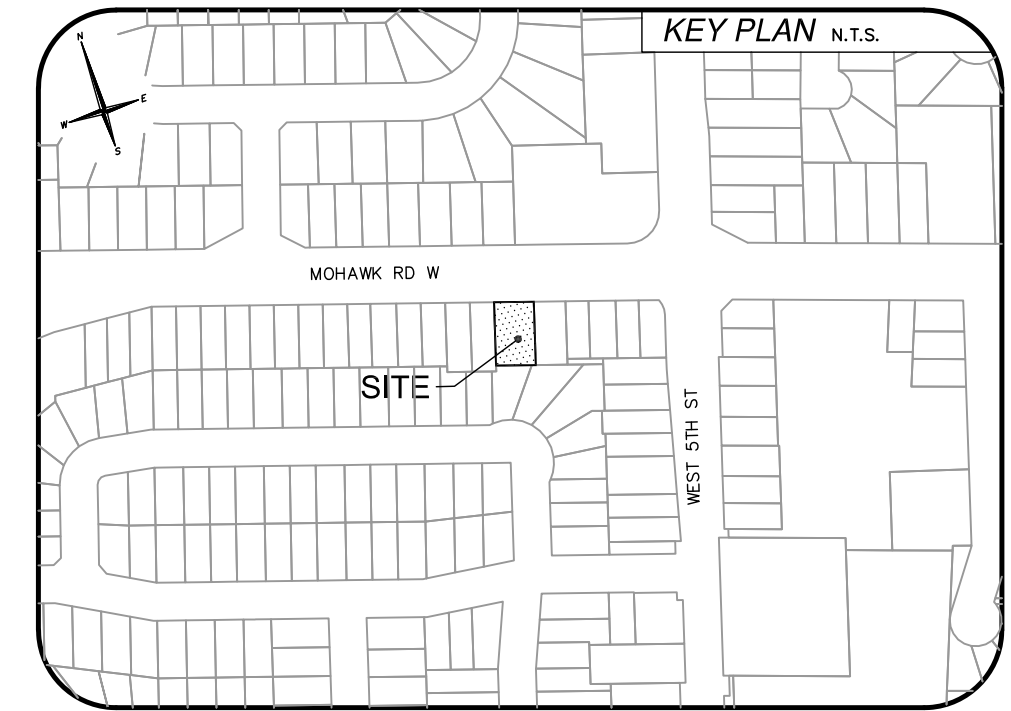 KEY PLAN N.T.S.
N
E
W
S
MOHAWK RD W
SITE
WEST 5TH ST